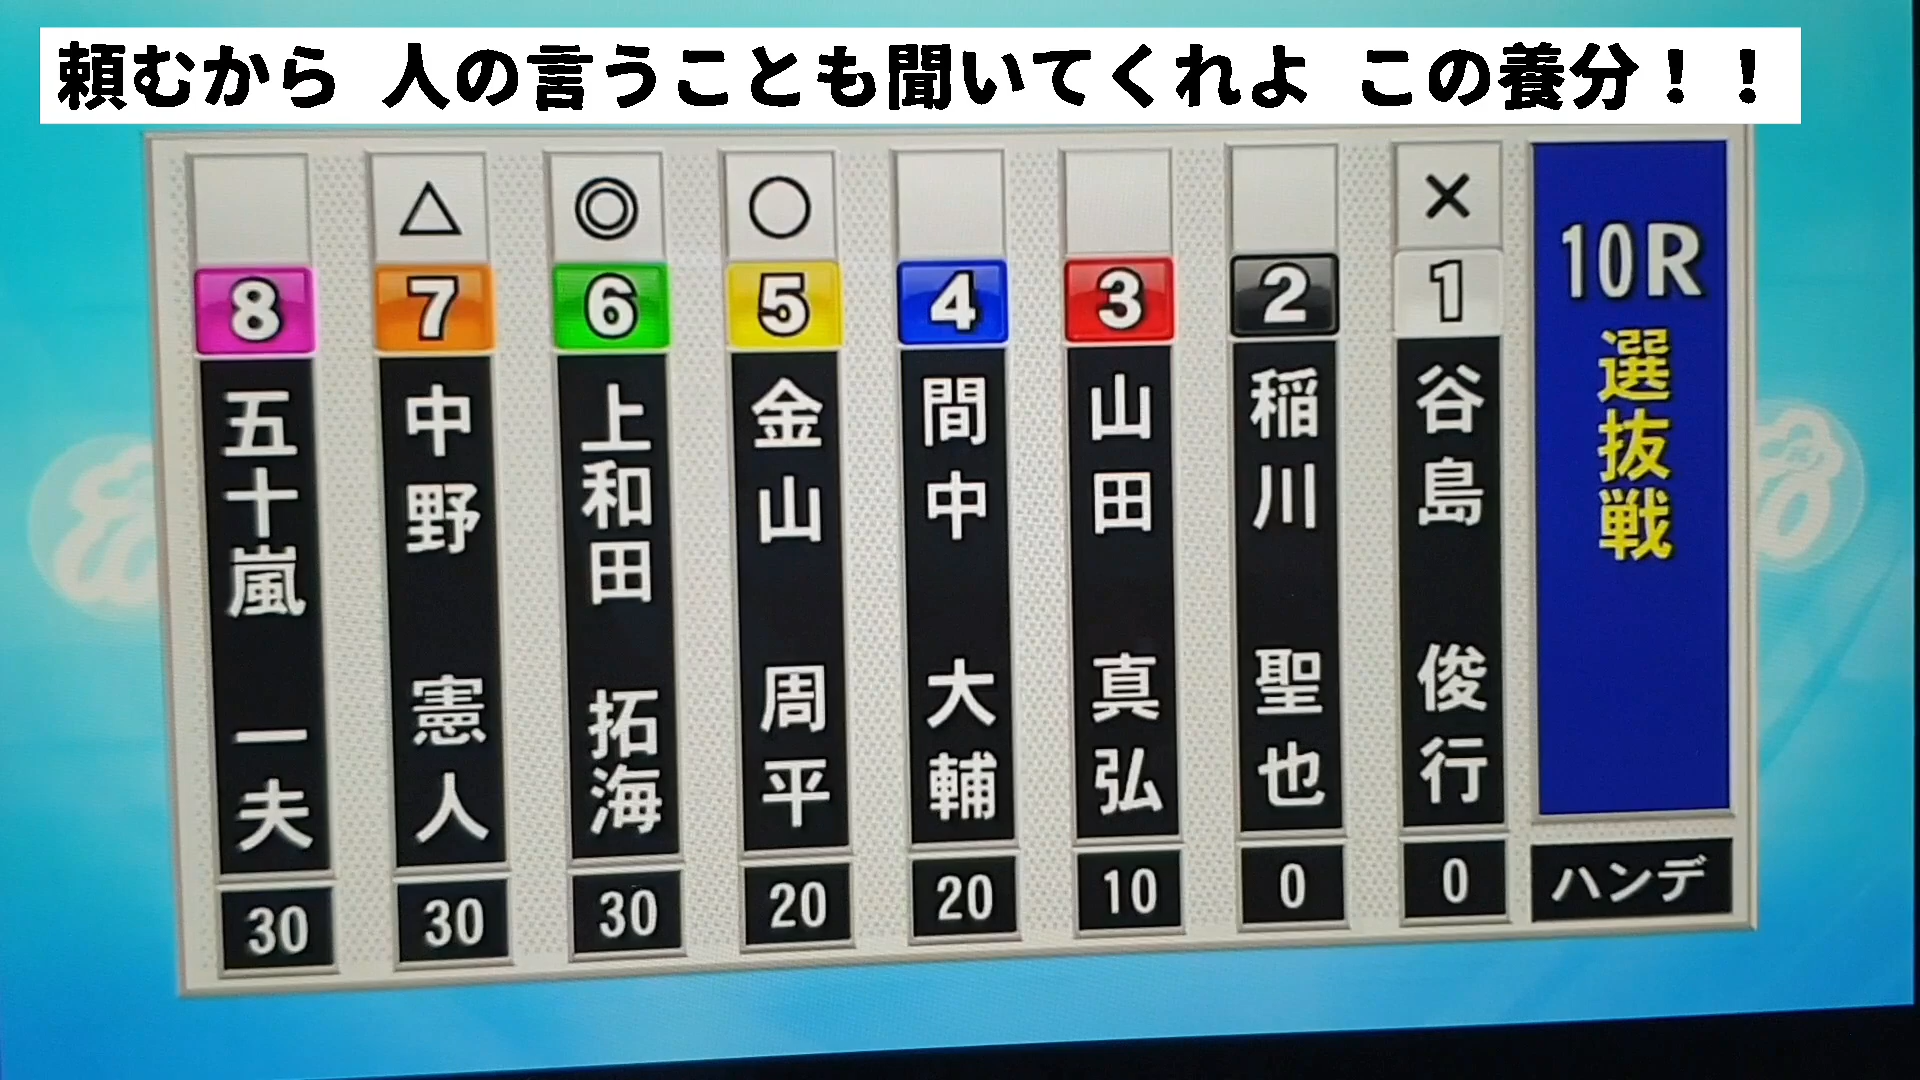 頼むから 人の言うことも聞いてくれよ この養分！！
10R
選抜戦
ハンデ
×
1
谷島 俊行
0
2
稲川 聖也
0
3
山田 真弘
10
4
間中 大輔
20
○
5
金山 周平
20
◎
6
上和田 拓海
30
△
7
中野 憲人
30
8
五十嵐 一夫
30